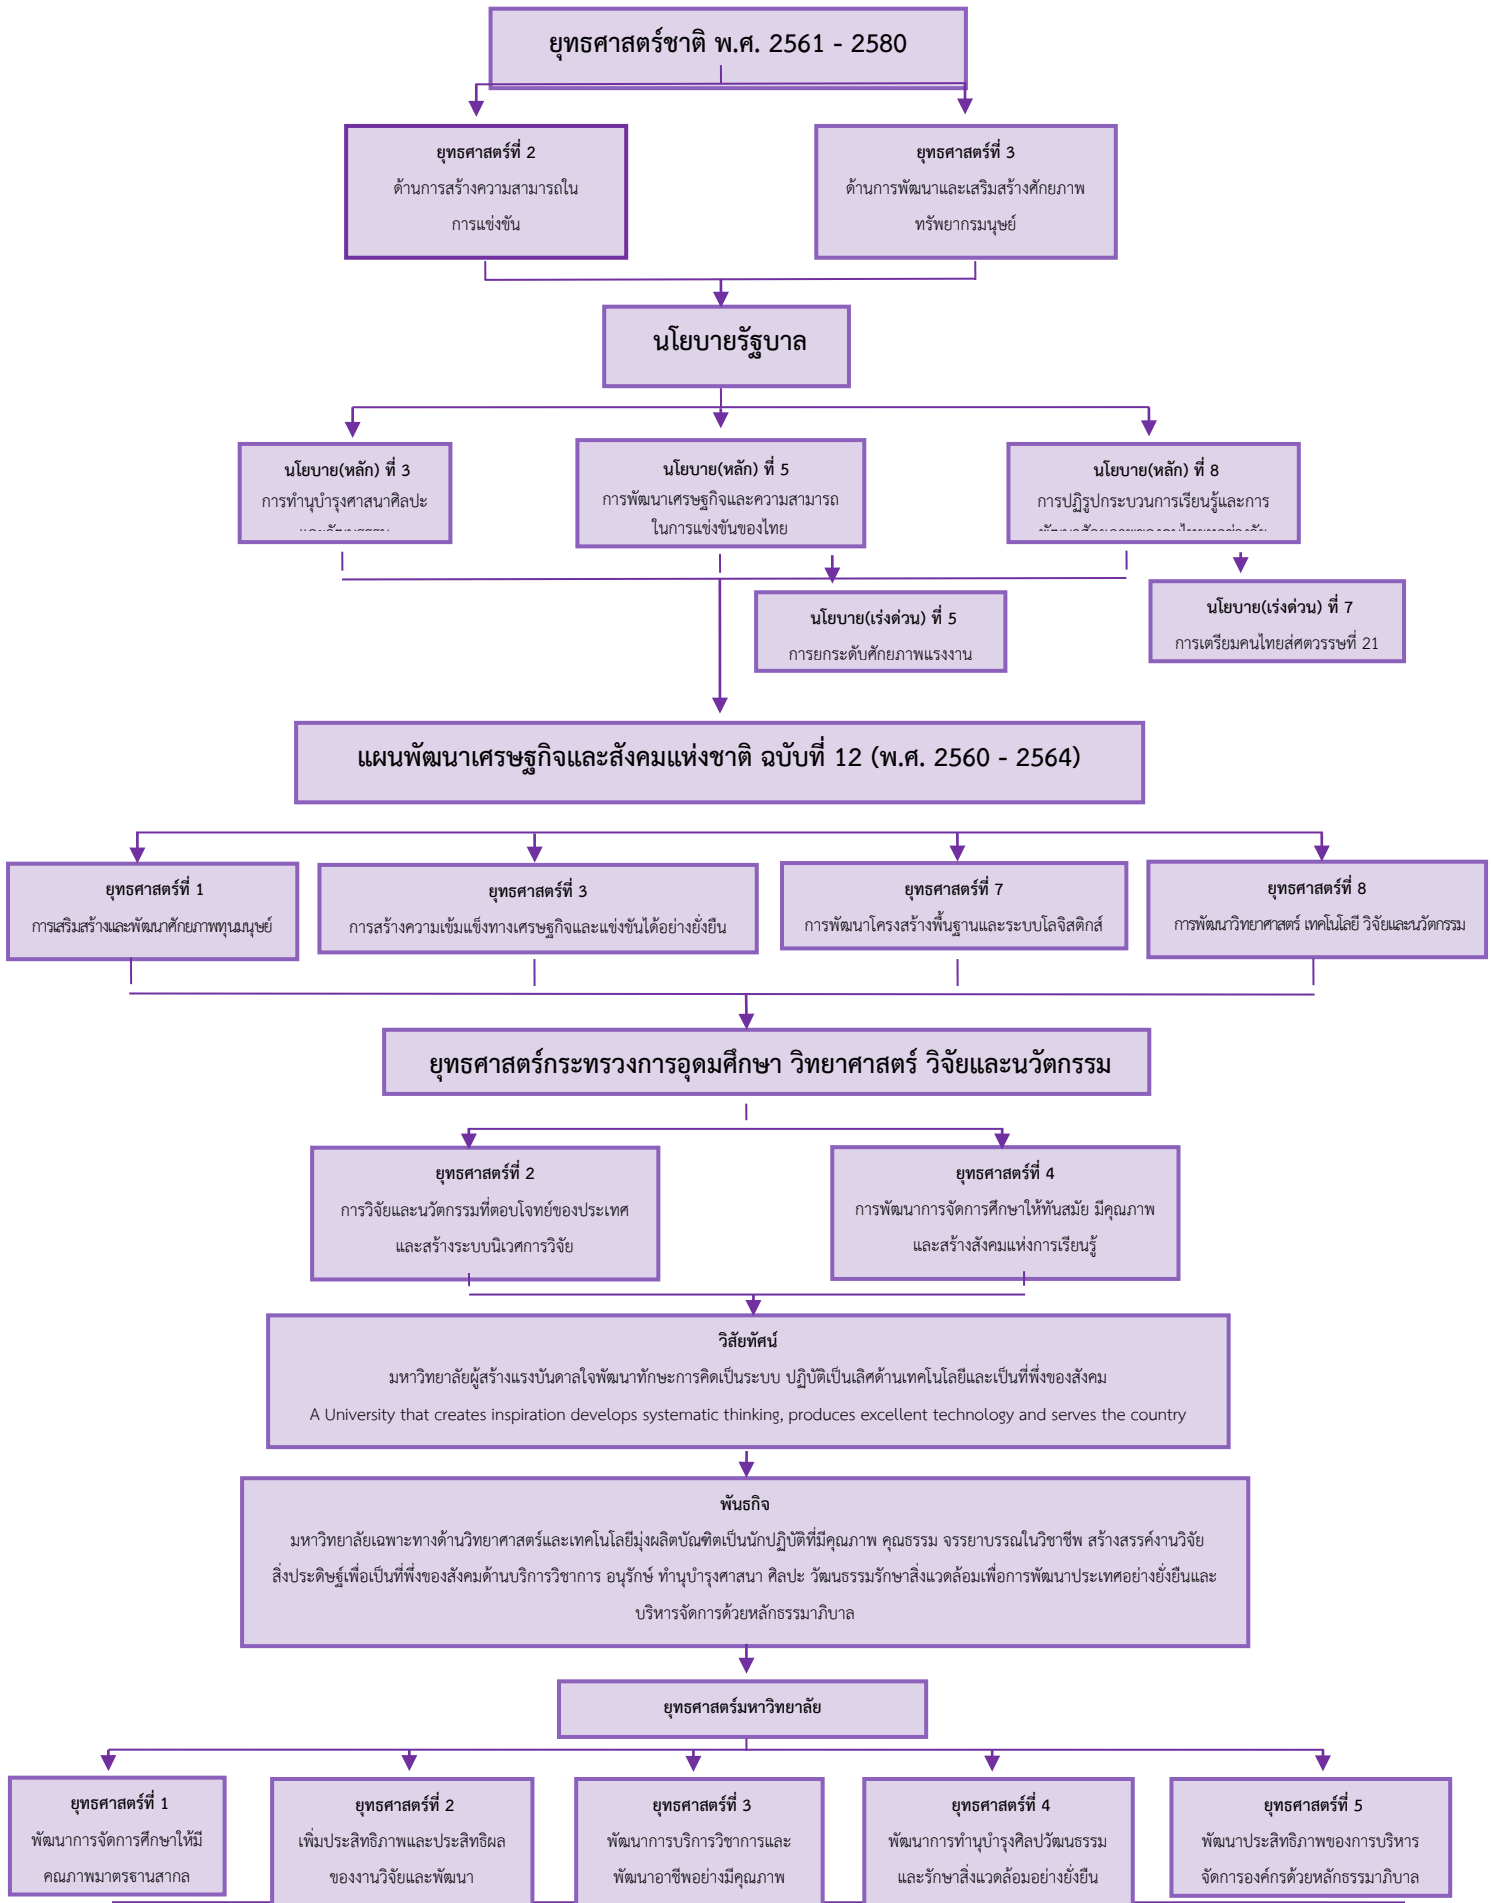 ยุทธศาสตร์ชาติ พ.ศ. 2561 - 2580
ยุทธศาสตร์ที่ 2
ด้านการสร้างความสามารถใน
การแข่งขัน
ยุทธศาสตร์ที่ 3
ด้านการพัฒนาและเสริมสร้างศักยภาพ
ทรัพยากรมนุษย์
นโยบายรัฐบาล
นโยบาย(หลัก) ที่ 3
การทำนุบำรุงศาสนาศิลปะ
นโยบาย(หลัก) ที่ 5
การพัฒนาเศรษฐกิจและความสามารถ
ในการแข่งขันของไทย
นโยบาย(หลัก) ที่ 8
การปฏิรูปกระบวนการเรียนรู้และการ
นโยบาย(เร่งด่วน) ที่ 5
การยกระดับศักยภาพแรงงาน
นโยบาย(เร่งด่วน) ที่ 7
การเตรียมคนไทยสู่ศตวรรษที่ 21
แผนพัฒนาเศรษฐกิจและสังคมแห่งชาติ ฉบับที่ 12 (พ.ศ. 2560 - 2564)
ยุทธศาสตร์ที่ 1
การเสริมสร้างและพัฒนาศักยภาพทุนมนุษย์
ยุทธศาสตร์ที่ 3
การสร้างความเข้มแข็งทางเศรษฐกิจและแข่งขันได้อย่างยั่งยืน
ยุทธศาสตร์ที่ 7
การพัฒนาโครงสร้างพื้นฐานและระบบโลจิสติกส์
ยุทธศาสตร์ที่ 8
การพัฒนาวิทยาศาสตร์ เทคโนโลยี วิจัยและนวัตกรรม
ยุทธศาสตร์กระทรวงการอุดมศึกษา วิทยาศาสตร์ วิจัยและนวัตกรรม
ยุทธศาสตร์ที่ 2
การวิจัยและนวัตกรรมที่ตอบโจทย์ของประเทศ
และสร้างระบบนิเวศการวิจัย
ยุทธศาสตร์ที่ 4
การพัฒนาการจัดการศึกษาให้ทันสมัย มีคุณภาพ
และสร้างสังคมแห่งการเรียนรู้
วิสัยทัศน์
มหาวิทยาลัยผู้สร้างแรงบันดาลใจพัฒนาทักษะการคิดเป็นระบบ ปฏิบัติเป็นเลิศด้านเทคโนโลยีและเป็นที่พึ่งของสังคม
A University that creates inspiration develops systematic thinking, produces excellent technology and serves the country
พันธกิจ
มหาวิทยาลัยเฉพาะทางด้านวิทยาศาสตร์และเทคโนโลยีมุ่งผลิตบัณฑิตเป็นนักปฏิบัติที่มีคุณภาพ คุณธรรม จรรยาบรรณในวิชาชีพ สร้างสรรค์งานวิจัย
สิ่งประดิษฐ์เพื่อเป็นที่พึ่งของสังคมด้านบริการวิชาการ อนุรักษ์ ทำนุบำรุงศาสนา ศิลปะ วัฒนธรรมรักษาสิ่งแวดล้อมเพื่อการพัฒนาประเทศอย่างยั่งยืนและ
บริหารจัดการด้วยหลักธรรมาภิบาล
ยุทธศาสตร์มหาวิทยาลัย
ยุทธศาสตร์ที่ 1
พัฒนาการจัดการศึกษาให้มี
คุณภาพมาตรฐานสากล
ยุทธศาสตร์ที่ 2
เพิ่มประสิทธิภาพและประสิทธิผล
ของงานวิจัยและพัฒนา
ยุทธศาสตร์ที่ 3
พัฒนาการบริการวิชาการและ
พัฒนาอาชีพอย่างมีคุณภาพ
ยุทธศาสตร์ที่ 4
พัฒนาการทำนุบำรุงศิลปวัฒนธรรม
และรักษาสิ่งแวดล้อมอย่างยั่งยืน
ยุทธศาสตร์ที่ 5
พัฒนาประสิทธิภาพของการบริหาร
จัดการองค์กรด้วยหลักธรรมาภิบาล